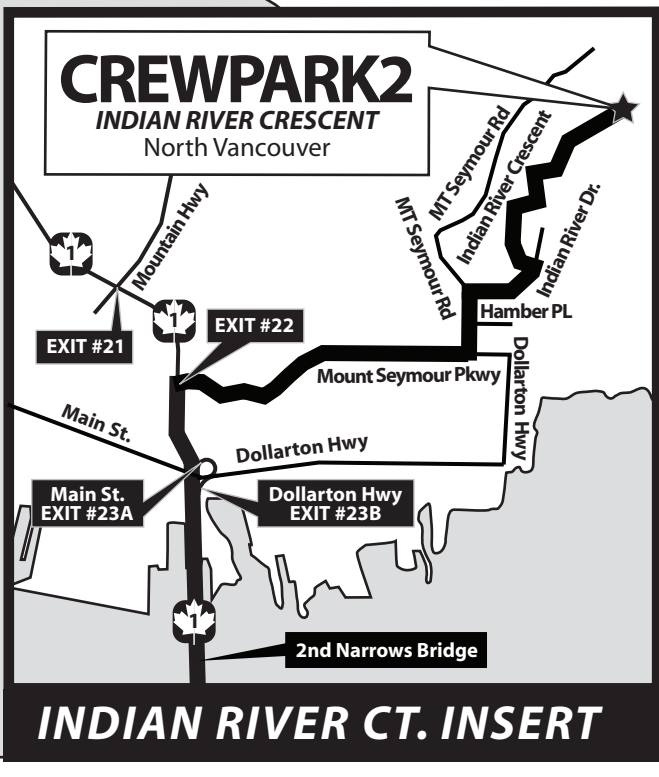 CREWPARK2
INDIAN RIVER CRESCENT
North Vancouver
MT Seymour Rd
Indian River Crescent
Mountain Hwy
1
MT Seymour Rd
Indian River Dr.
1
EXIT #22
Hamber PL
EXIT #21
Mount Seymour Pkwy
Dollarton Hwy
Main St.
Dollarton Hwy
Main St.
EXIT #23A
Dollarton Hwy
EXIT #23B
1
2nd Narrows Bridge
INDIAN RIVER CT. INSERT